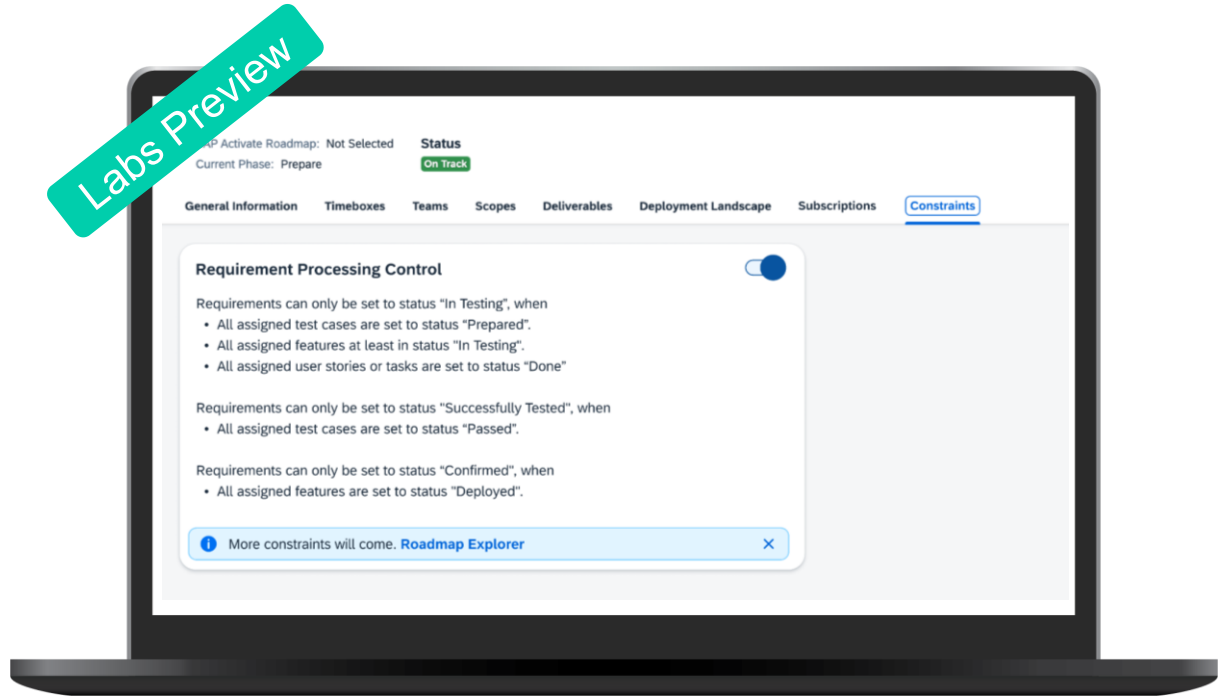 Labs Preview
AP Activate Roadmap: Not Selected
Status
Current Phase: Prepare
On Track
General Information Timeboxes Teams Scopes Deliverables Deployment Landscape Subscriptions Constraints
Requirement Processing Control
Requirements can only be set to status “In Testing”, when
• All assigned test cases are set to status “Prepared”.
• All assigned features at least in status "In Testing".
• All assigned user stories or tasks are set to status “Done”
Requirements can only be set to status "Successfully Tested", when
• All assigned test cases are set to status “Passed”.
Requirements can only be set to status “Confirmed”, when
• All assigned features are set to status "Deployed".
More constraints will come. Roadmap Explorer